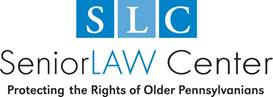 SLC
SeniorLAW Center
Protecting the Rights of Older Pennsylvanians